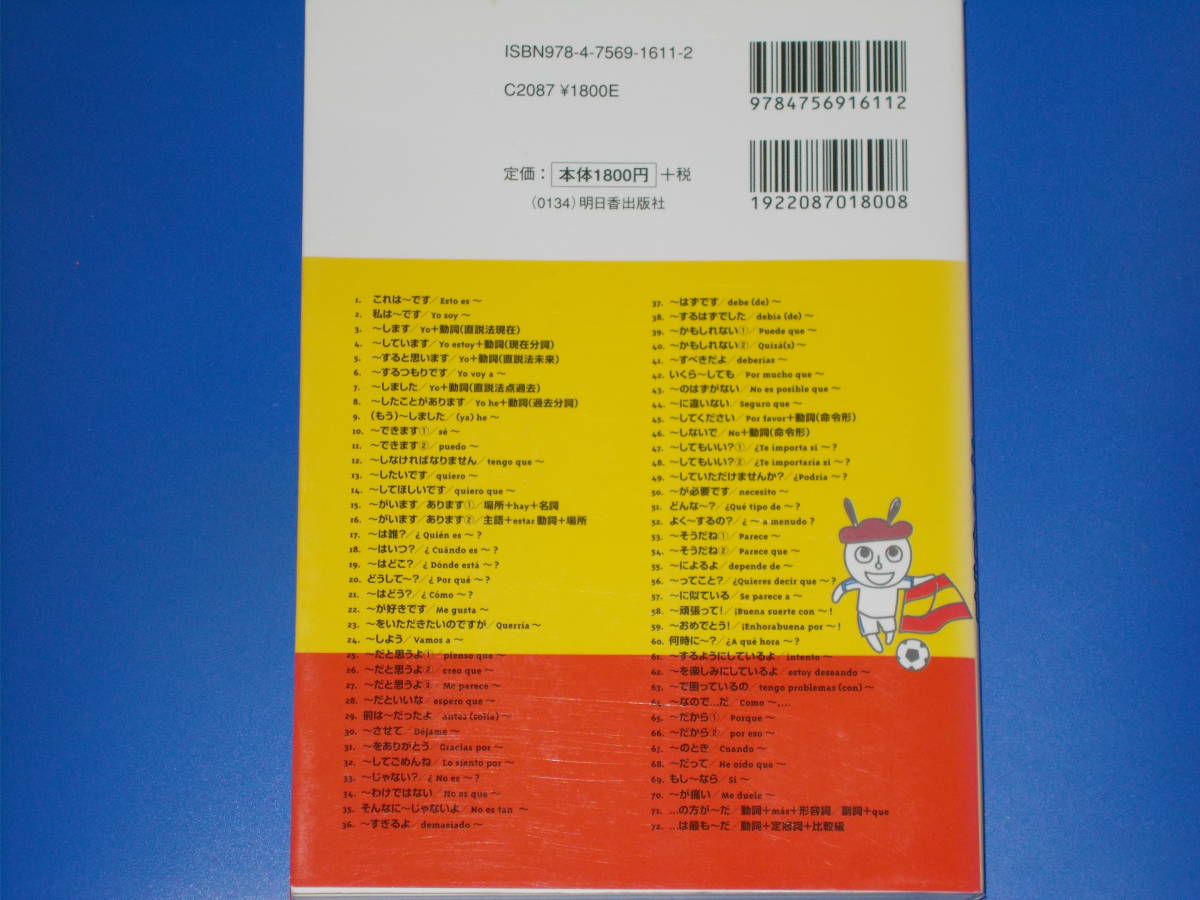 ISBN978-4-7569-1611-2
C2087 ¥1800E
9784756916112
定価: 本体1800円 +税
(0134)明日香出版社
1922087018008
1. これは〜です/Esto es 〜
2. 私は〜です/Yo soy 〜
3. 〜します/Yo+動詞(直説法現在)
4. 〜しています/Yo estoy+動詞(現在分詞)
5. 〜すると思います/Yo+動詞(直説法未来)
6. 〜するつもりです/Yo voy a 〜
7. 〜しました/Yo+動詞(直説法点過去)
8. 〜したことがあります/Yo he+動詞(過去分詞)
9. (もう)〜しました/(ya) he 〜
10. 〜できます①/sé 〜
11. 〜できます②/puedo 〜
12. 〜しなければなりません/tengo que 〜
13. 〜したいです/quiero 〜
14. 〜してほしいです/quiero que 〜
15. 〜がいます/あります①/場所+hay+名詞
16. 〜がいます/あります②/主語+estar動詞+場所
17. 〜は誰?/¿ Quién es 〜 ?
18. 〜はいつ?/¿ Cuándo es 〜 ?
19. 〜はどこ?/¿ Dónde está 〜 ?
20. どうして〜?/¿ Por qué 〜 ?
21. 〜はどう?/¿ Cómo 〜 ?
22. 〜が好きです/Me gusta 〜
23. 〜をいただきたいのですが/Querría 〜
24. 〜しよう/Vamos a 〜
25. 〜だと思うよ①/pienso que 〜
26. 〜だと思うよ②/creo que 〜
27. 〜だと思うよ③/Me parece 〜
28. 〜だといいな/espero que 〜
29. 前は〜だったよ/antes (solía) 〜
30. 〜させて/Déjame 〜
31. 〜をありがとう/Gracias por 〜
32. 〜してごめんね/Lo siento por 〜
33. 〜じゃない?/¿ No es 〜 ?
34. 〜わけではない/No es que 〜
35. そんなに〜じゃないよ/No es tan 〜
36. 〜すぎるよ/demasiado 〜
37. 〜はずです/debe (de) 〜
38. 〜するはずでした/debía (de) 〜
39. 〜かもしれない①/Puede que 〜
40. 〜かもしれない②/Quizá(s) 〜
41. 〜すべきだよ/deberías 〜
42. いくら〜しても/Por mucho que 〜
43. 〜のはずがない/No es posible que 〜
44. 〜に違いない/Seguro que 〜
45. 〜してください/Por favor+動詞(命令形)
46. 〜しないで/No+動詞(命令形)
47. 〜してもいい?①/¿Te importa si 〜 ?
48. 〜してもいい?②/¿Te importaría si 〜 ?
49. 〜していただけませんか?/¿Podría 〜 ?
50. 〜が必要です/necesito 〜
51. どんな〜?/¿Qué tipo de 〜 ?
52. よく〜するの?/¿ 〜 a menudo ?
53. 〜そうだね①/Parece 〜
54. 〜そうだね②/Parece que 〜
55. 〜によるよ/depende de 〜
56. 〜ってこと?/¿Quieres decir que 〜 ?
57. 〜に似ている/Se parece a 〜
58. 〜頑張って!/¡Buena suerte con 〜 !
59. 〜おめでとう!/¡Enhorabuena por 〜 !
60. 何時に〜?/¿A qué hora 〜 ?
61. 〜するようにしているよ/intento 〜
62. 〜を楽しみにしているよ/estoy deseando 〜
63. 〜で困っているの/tengo problemas (con) 〜
64. 〜なので…だ/Como 〜,…
65. 〜だから①/Porque 〜
66. 〜だから②/por eso 〜
67. 〜のとき/Cuando 〜
68. 〜だって/He oído que 〜
69. もし〜なら/Si 〜
70. 〜が痛い/Me duele 〜
71. …の方が〜だ/動詞+más+形容詞/副詞+que
72. …は最も〜だ/動詞+定冠詞+比較級